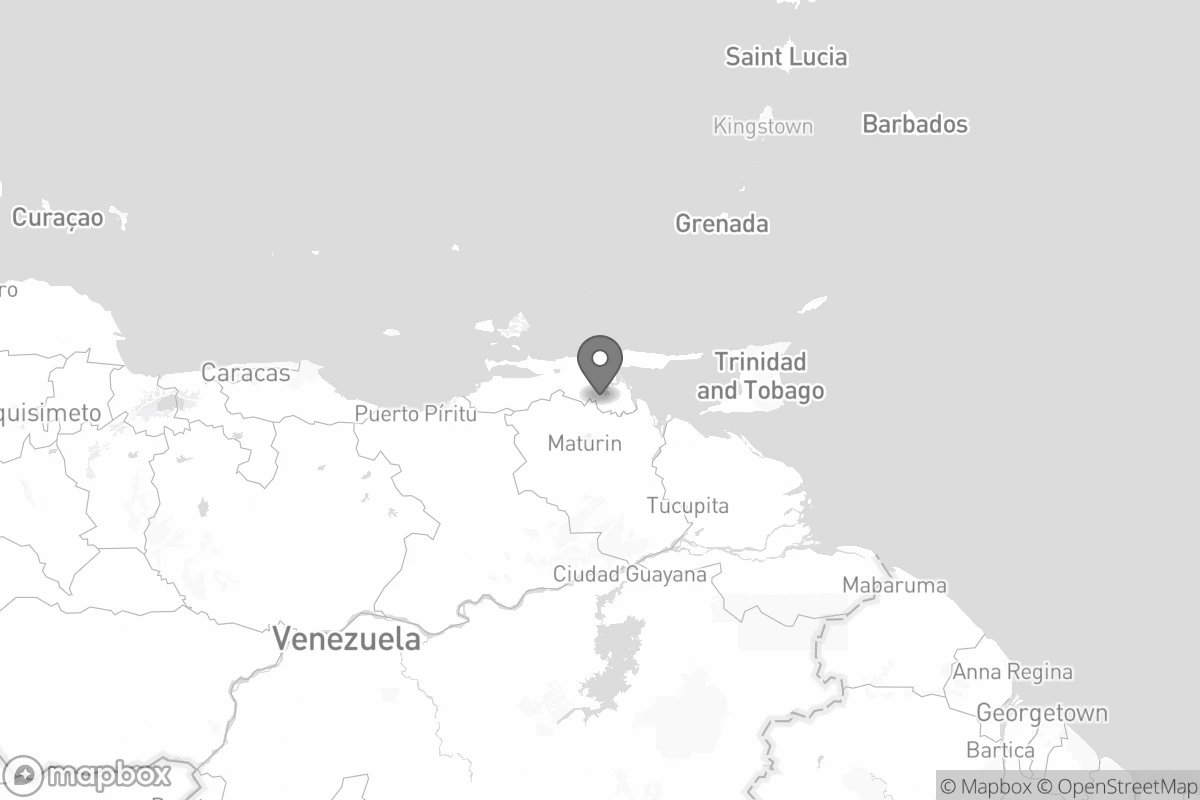 Saint Lucia
Kingstown
Barbados
Curaçao
Grenada
ro
Trinidad
and Tobago
Caracas
quisimeto
Puerto Píritu
Maturin
Tucupita
Ciudad Guayana
Mabaruma
Venezuela
Anna Regina
Georgetown
Bartica
mapbox
© Mapbox © OpenStreetMap